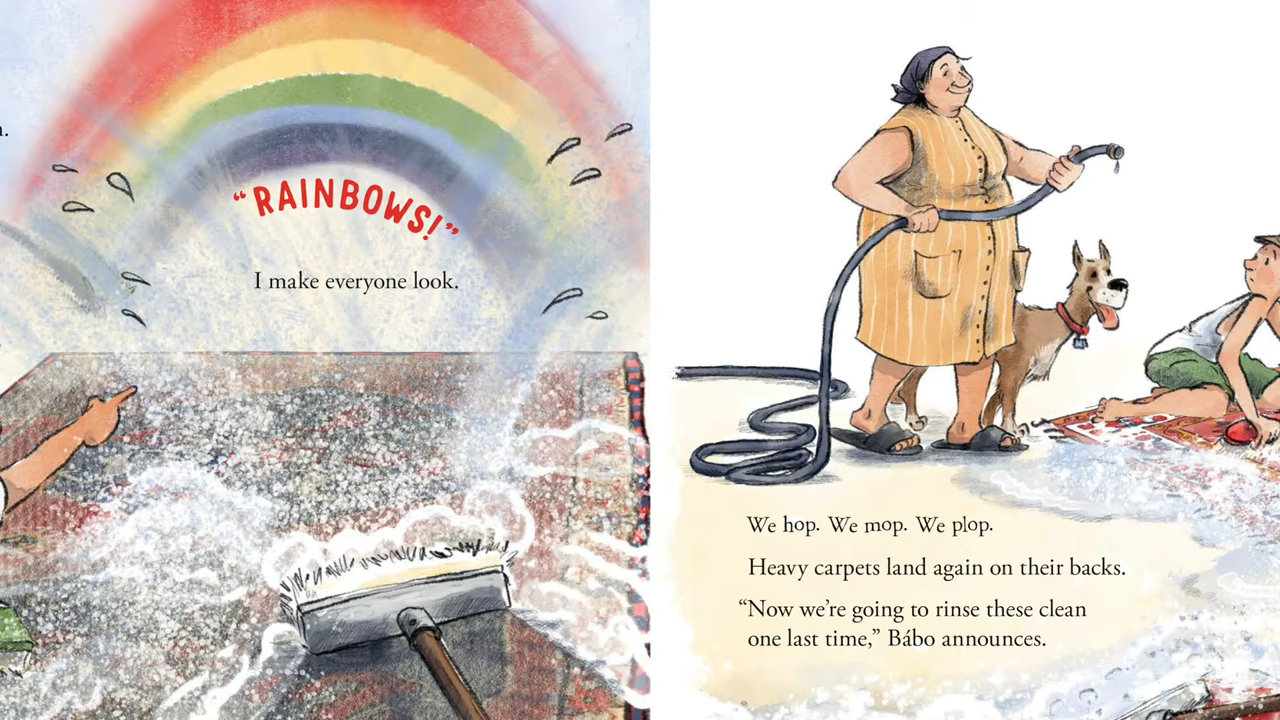 “RAINBOWS!”
I make everyone look.
We hop. We mop. We plop.
Heavy carpets land again on their backs.
“Now we’re going to rinse these clean
one last time,” Bábo announces.